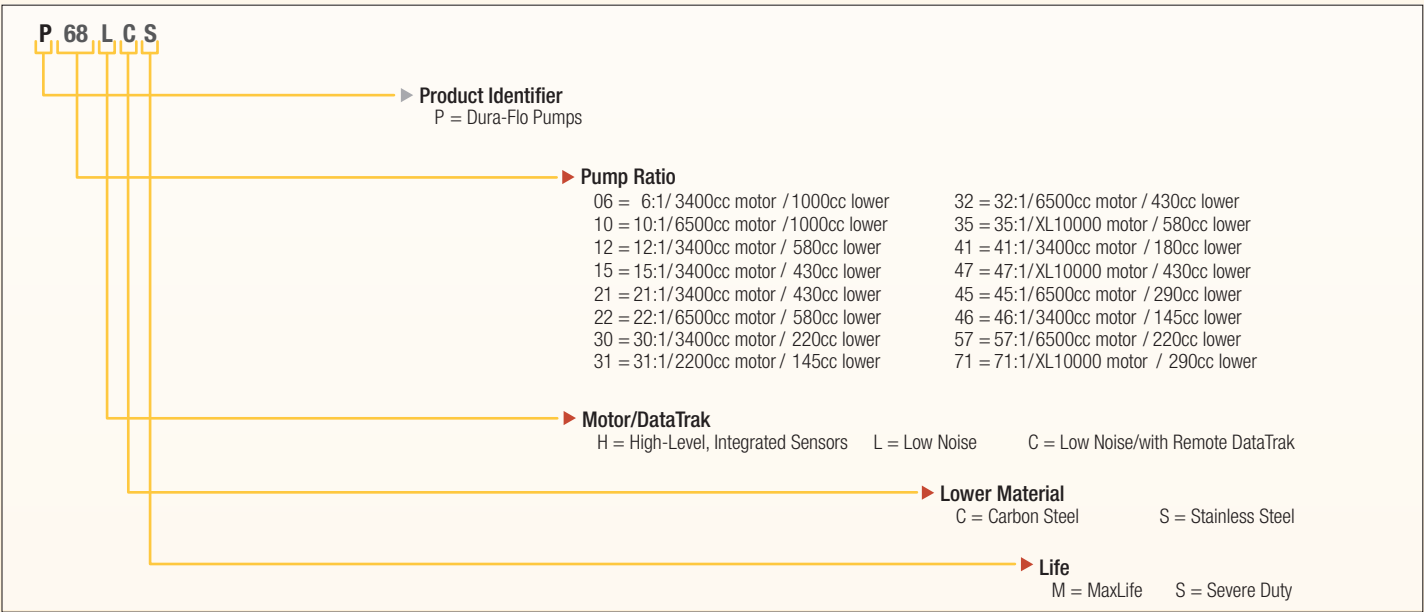 P 68 L C S
Product Identifier
P = Dura-Flo Pumps
Pump Ratio
06 = 6:1/ 3400cc motor / 1000cc lower
10 = 10:1/ 6500cc motor / 1000cc lower
12 = 12:1/ 3400cc motor / 580cc lower
15 = 15:1/ 3400cc motor / 430cc lower
21 = 21:1/ 3400cc motor / 430cc lower
22 = 22:1/ 6500cc motor / 580cc lower
30 = 30:1/ 3400cc motor / 220cc lower
31 = 31:1/ 2200cc motor / 145cc lower
32 = 32:1/ 6500cc motor / 430cc lower
35 = 35:1/ XL10000 motor / 580cc lower
41 = 41:1/ 3400cc motor / 180cc lower
47 = 47:1/ XL10000 motor / 430cc lower
45 = 45:1/ 6500cc motor / 290cc lower
46 = 46:1/ 3400cc motor / 145cc lower
57 = 57:1/ 6500cc motor / 220cc lower
71 = 71:1/ XL10000 motor / 290cc lower
Motor/DataTrak
H = High-Level, Integrated Sensors L = Low Noise C = Low Noise/with Remote DataTrak
Lower Material
C = Carbon Steel S = Stainless Steel
Life
M = MaxLife S = Severe Duty